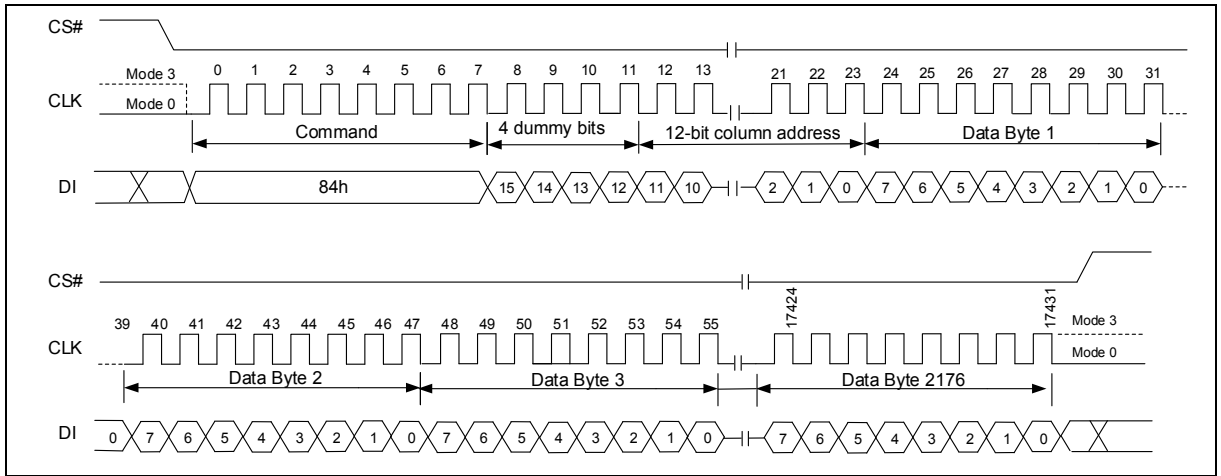 CS#
Mode 3 0 1 2 3 4 5 6 7 8 9 10 11 12 13 21 22 23 24 25 26 27 28 29 30 31
CLK Mode 0
Command 4 dummy bits 12-bit column address Data Byte 1
DI 84h 15 14 13 12 11 10 2 1 0 7 6 5 4 3 2 1 0
CS#
17424 17431
39 40 41 42 43 44 45 46 47 48 49 50 51 52 53 54 55 Mode 3
CLK Mode 0
Data Byte 2 Data Byte 3 Data Byte 2176
DI 0 7 6 5 4 3 2 1 0 7 6 5 4 3 2 1 0 7 6 5 4 3 2 1 0